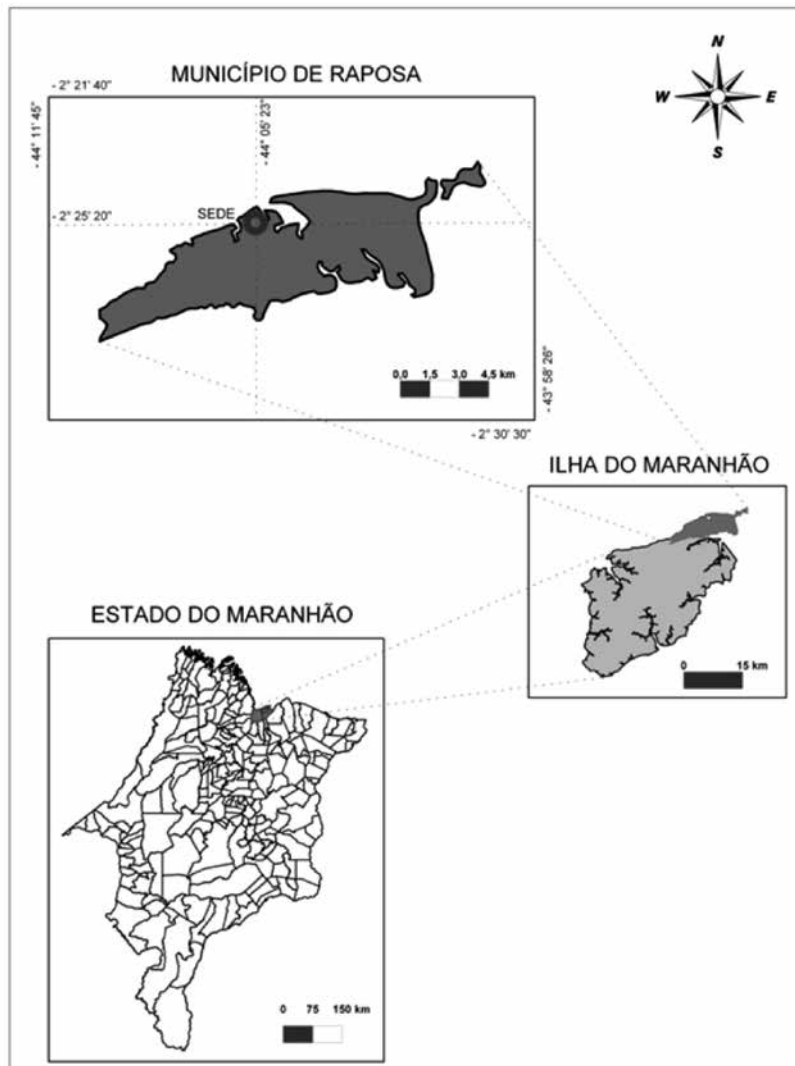 N
W E
S
MUNICÍPIO DE RAPOSA
- 2° 21' 40"
- 44° 11' 45"
- 44° 05' 23"
- 2° 25' 20"
SEDE
0,0 1,5 3,0 4,5 km
- 43° 58' 26"
- 2° 30' 30"
ILHA DO MARANHÃO
0 15 km
ESTADO DO MARANHÃO
0 75 150 km